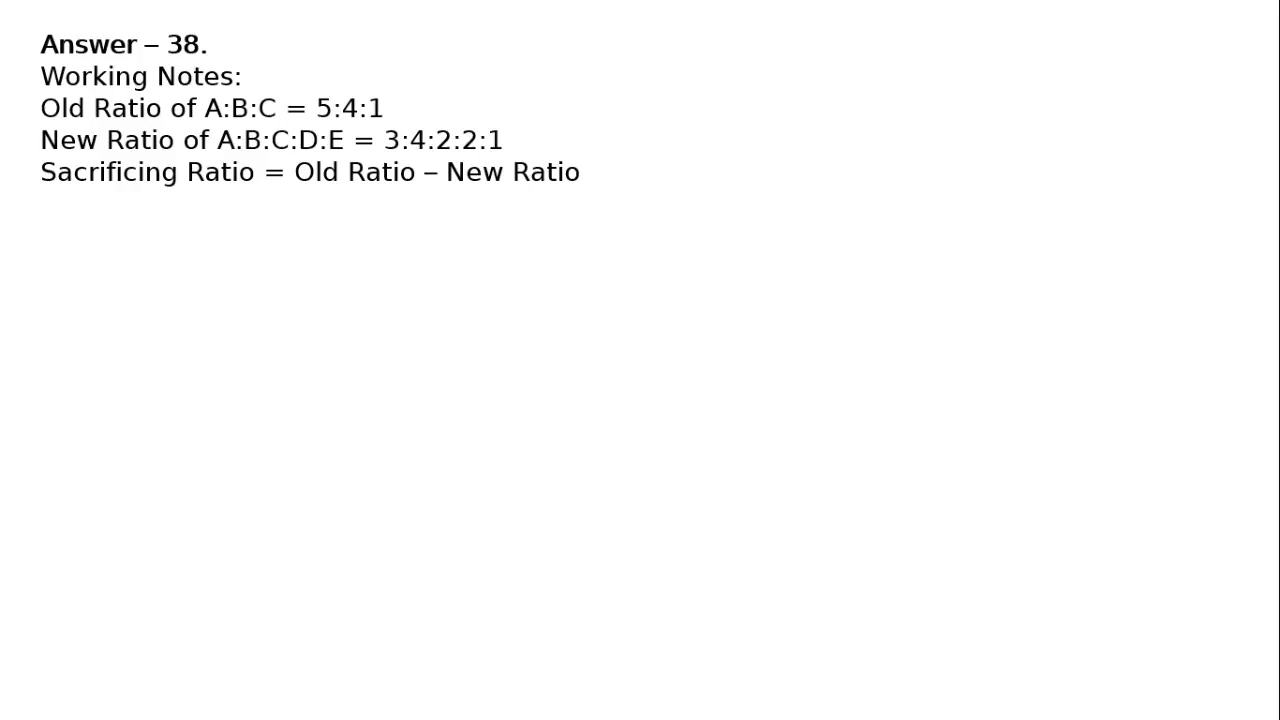 Answer – 38.
Working Notes:
Old Ratio of A:B:C = 5:4:1
New Ratio of A:B:C:D:E = 3:4:2:2:1
Sacrificing Ratio = Old Ratio – New Ratio